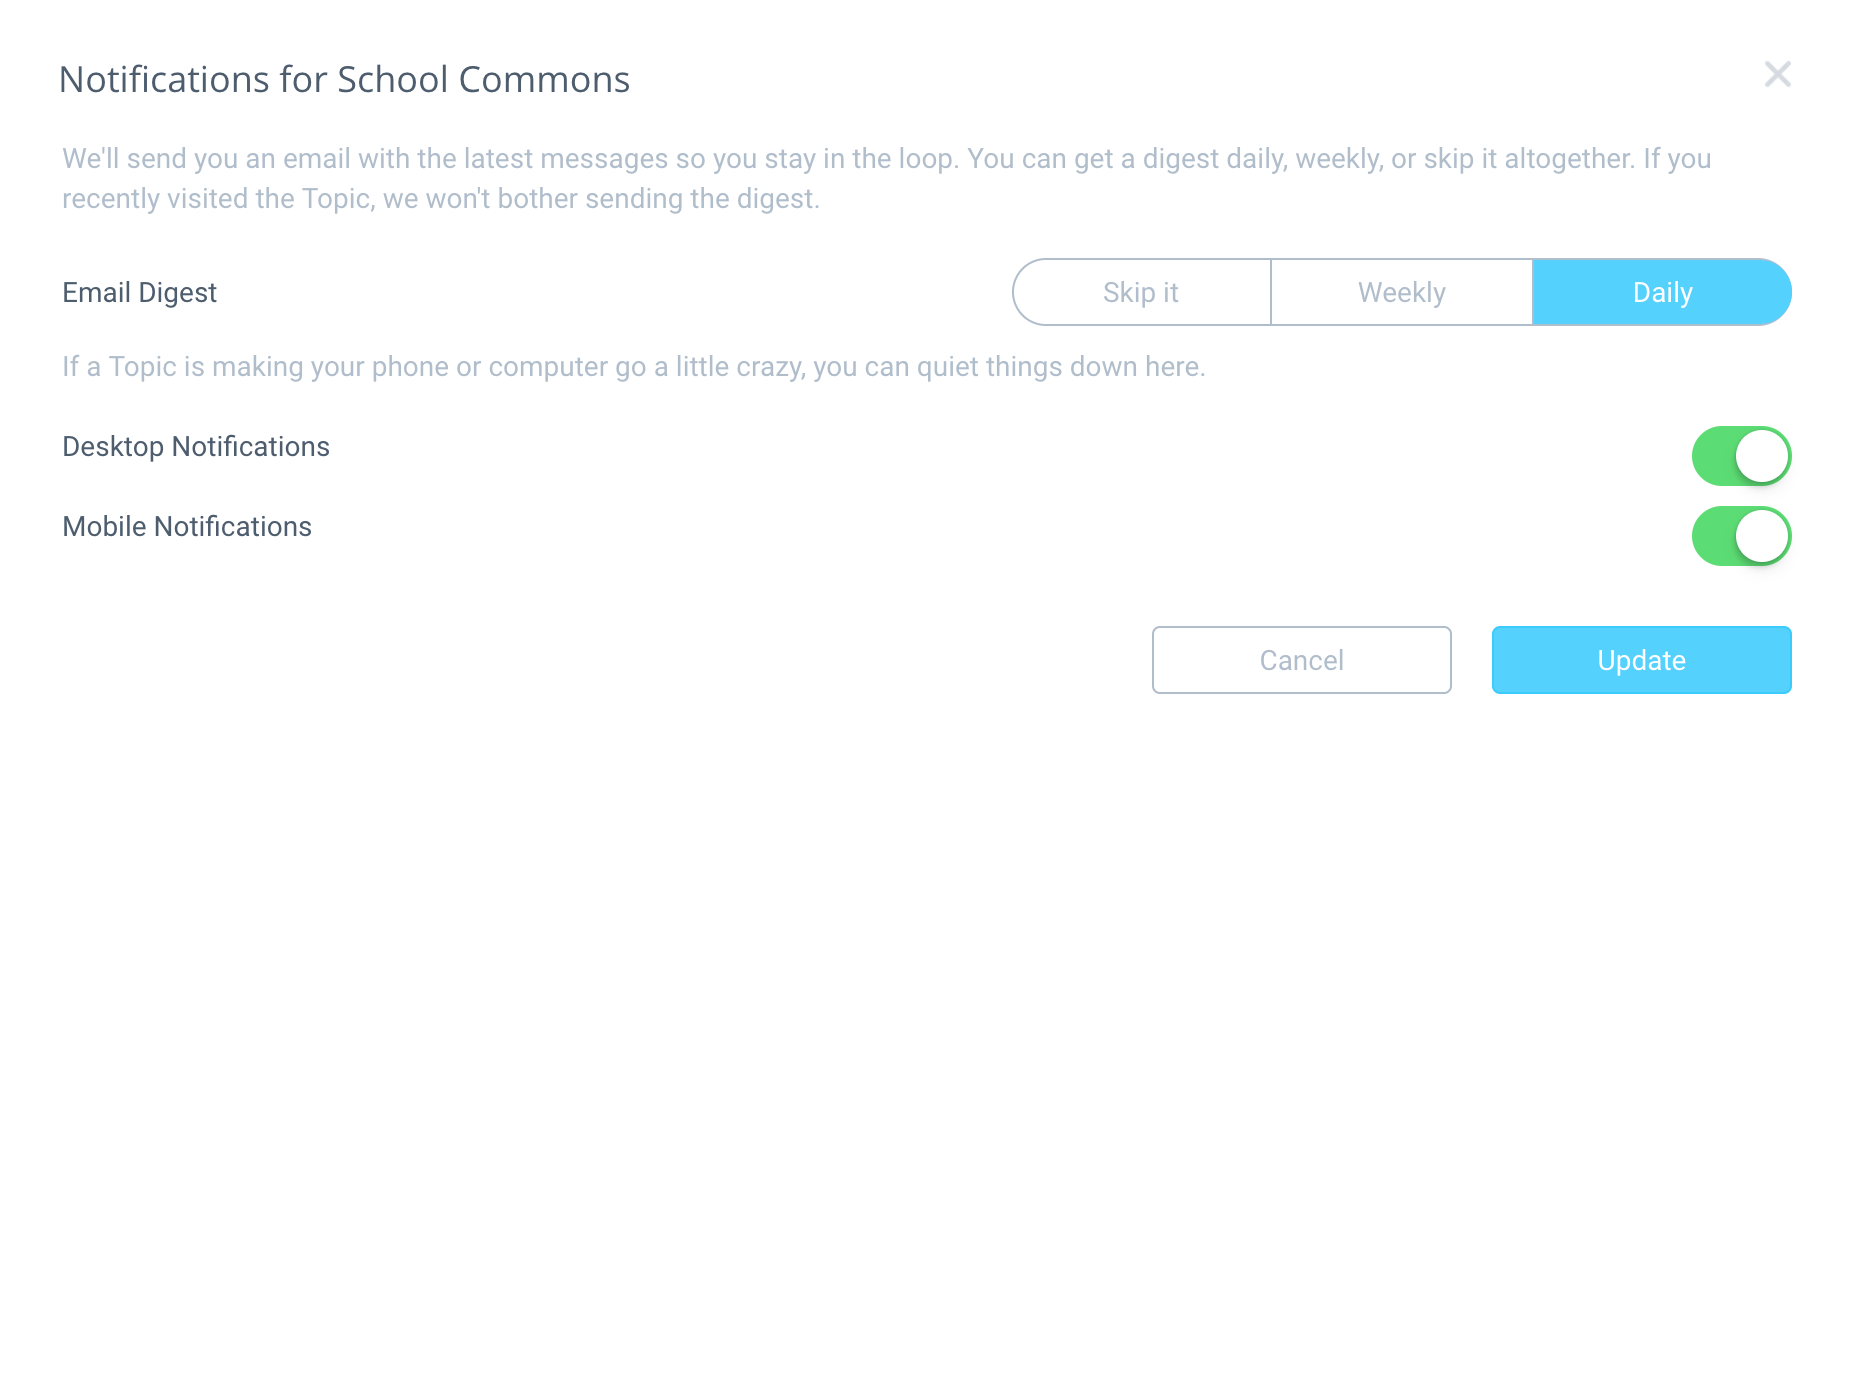 Notifications for School Commons
We'll send you an email with the latest messages so you stay in the loop. You can get a digest daily, weekly, or skip it altogether. If you
recently visited the Topic, we won't bother sending the digest.
Email Digest Skip it Weekly Daily
If a Topic is making your phone or computer go a little crazy, you can quiet things down here.
Desktop Notifications
Mobile Notifications
Cancel Update